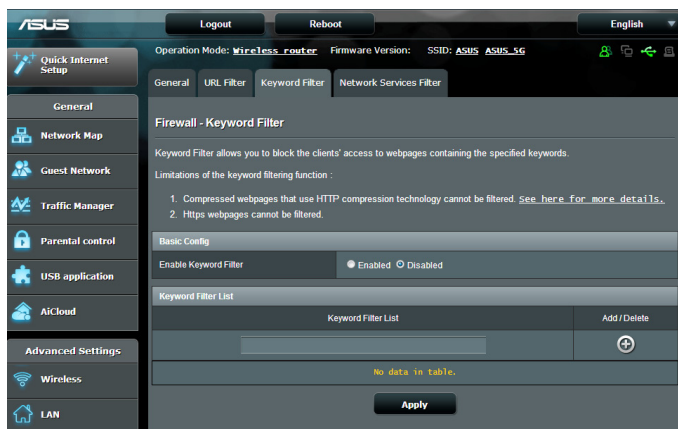 ASUS
Logout
Reboot
English
Quick Internet
Setup
Operation Mode: Wireless router Firmware Version: SSID: ASUS ASUS_5G
General
URL Filter
Keyword Filter
Network Services Filter
General
Network Map
Guest Network
Traffic Manager
Parental control
USB application
AiCloud
Advanced Settings
Wireless
LAN
Firewall - Keyword Filter
Keyword Filter allows you to block the clients' access to webpages containing the specified keywords.
Limitations of the keyword filtering function :
1. Compressed webpages that use HTTP compression technology cannot be filtered. See here for more details.
2. Https webpages cannot be filtered.
Basic Config
Enable Keyword Filter
Enabled Disabled
Keyword Filter List
Keyword Filter List
Add / Delete
No data in table.
Apply